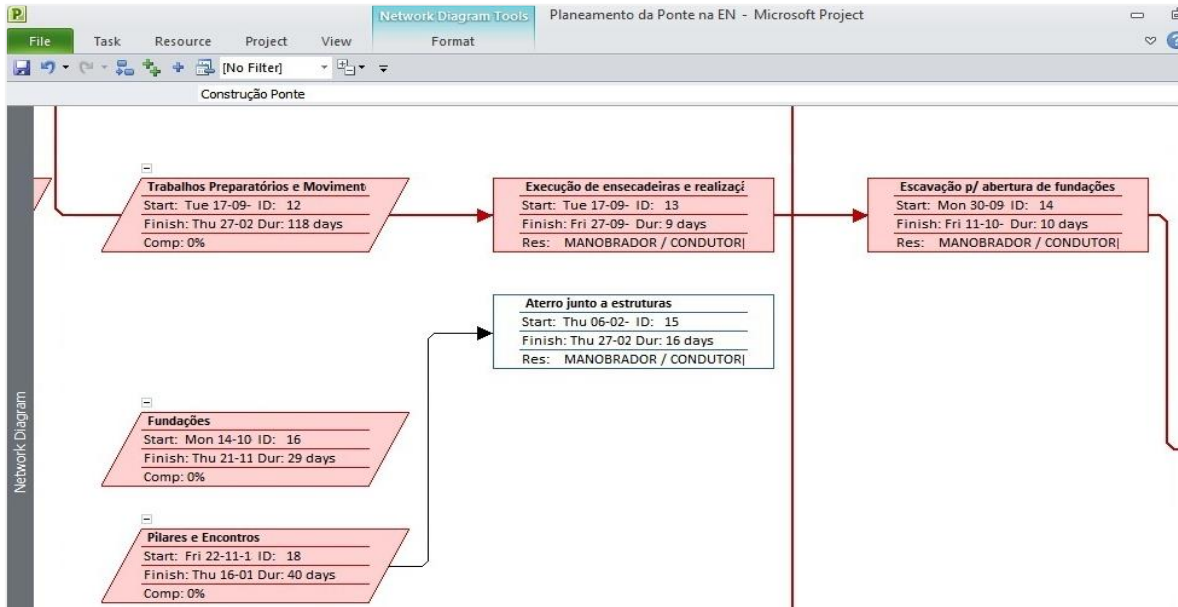 Network Diagram Tools
Planeamento da Ponte na EN - Microsoft Project
File Task Resource Project View Format
[No Filter]
Construção Ponte
Network Diagram
Trabalhos Preparatórios e Moviment
Start: Tue 17-09- ID: 12
Finish: Thu 27-02 Dur: 118 days
Comp: 0%
Execução de ensecadeiras e realizaçã
Start: Tue 17-09- ID: 13
Finish: Fri 27-09- Dur: 9 days
Res: MANOBRADOR / CONDUTOR
Escavação p/ abertura de fundações
Start: Mon 30-09 ID: 14
Finish: Fri 11-10- Dur: 10 days
Res: MANOBRADOR / CONDUTOR
Aterro junto a estruturas
Start: Thu 06-02- ID: 15
Finish: Thu 27-02 Dur: 16 days
Res: MANOBRADOR / CONDUTOR
Fundações
Start: Mon 14-10 ID: 16
Finish: Thu 21-11 Dur: 29 days
Comp: 0%
Pilares e Encontros
Start: Fri 22-11-1 ID: 18
Finish: Thu 16-01 Dur: 40 days
Comp: 0%